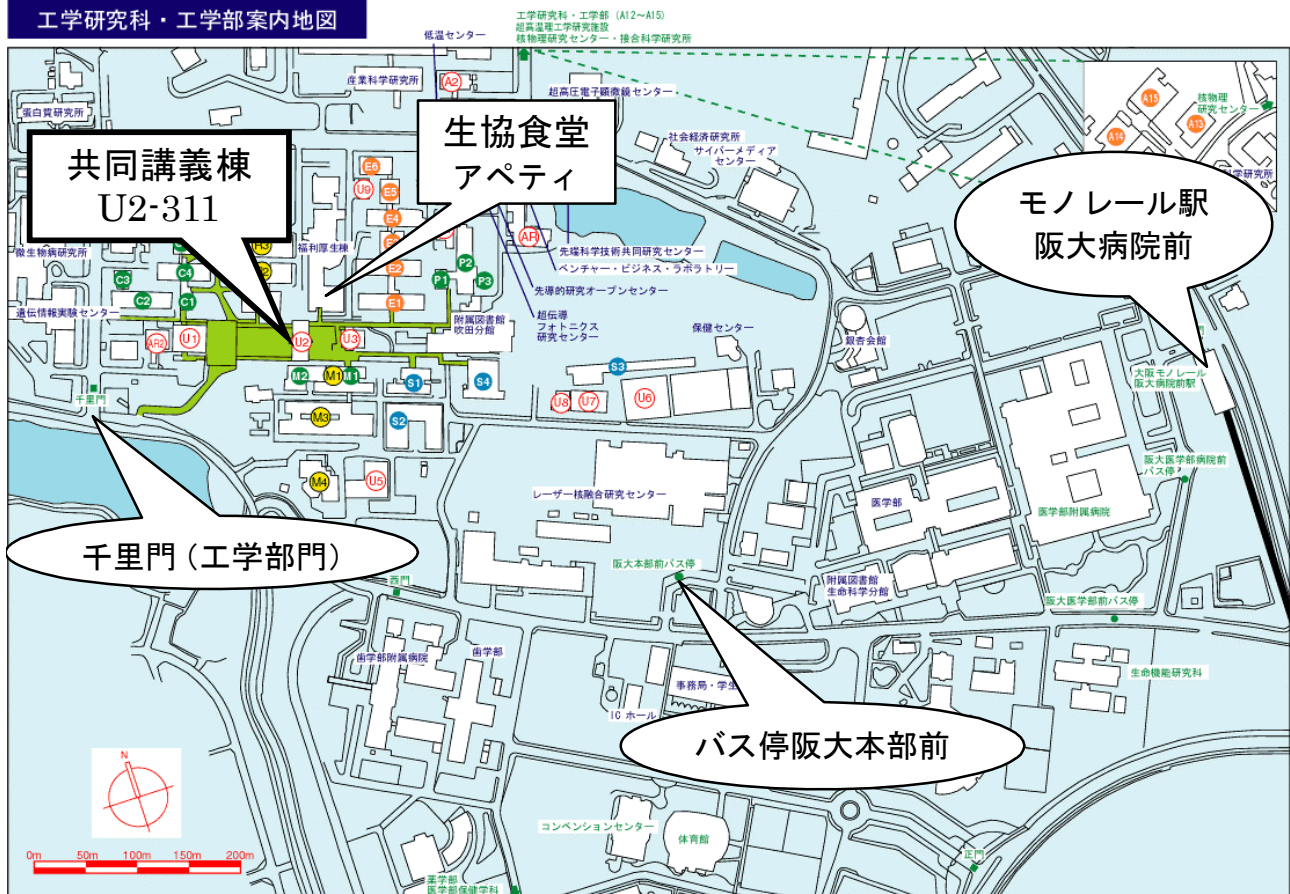 工学研究科・工学部案内地図
工学研究科・工学部 (A12～A15)
超高温理工学研究施設
核物理研究センター・接合科学研究所
低温センター
産業科学研究所
A2
超高圧電子顕微鏡センター
蛋白質研究所
社会経済研究所
サイバーメディア
センター
A15
A13
A14
核物理
研究センター
共同講義棟
U2-311
生協食堂
アペティ
モノレール駅
阪大病院前
E6
U9
E5
E4
E2
E1
福利厚生棟
AR
微生物病研究所
先端科学技術共同研究センター
ベンチャー・ビジネス・ラボラトリー
先導的研究オープンセンター
超伝導
フォトニクス
研究センター
P2
P1
P3
C4
C3
C2
C1
遺伝情報実験センター
附属図書館
吹田分館
保健センター
銀杏会館
AR2
U1
U2
U3
M2
M1
M1
S1
S4
S3
U8
U7
U6
大阪モノレール
阪大病院前駅
千里門
M3
S2
M4
U5
阪大医学部病院前
バス停
レーザー核融合研究センター
医学部
医学部附属病院
千里門(工学部門)
阪大本部前バス停
西門
附属図書館
生命科学分館
阪大医学部前バス停
歯学部附属病院
歯学部
事務局・学生
生命機能研究科
ICホール
バス停阪大本部前
N
コンベンションセンター
体育館
正門
0m 50m 100m 150m 200m
薬学部
医学部保健学科